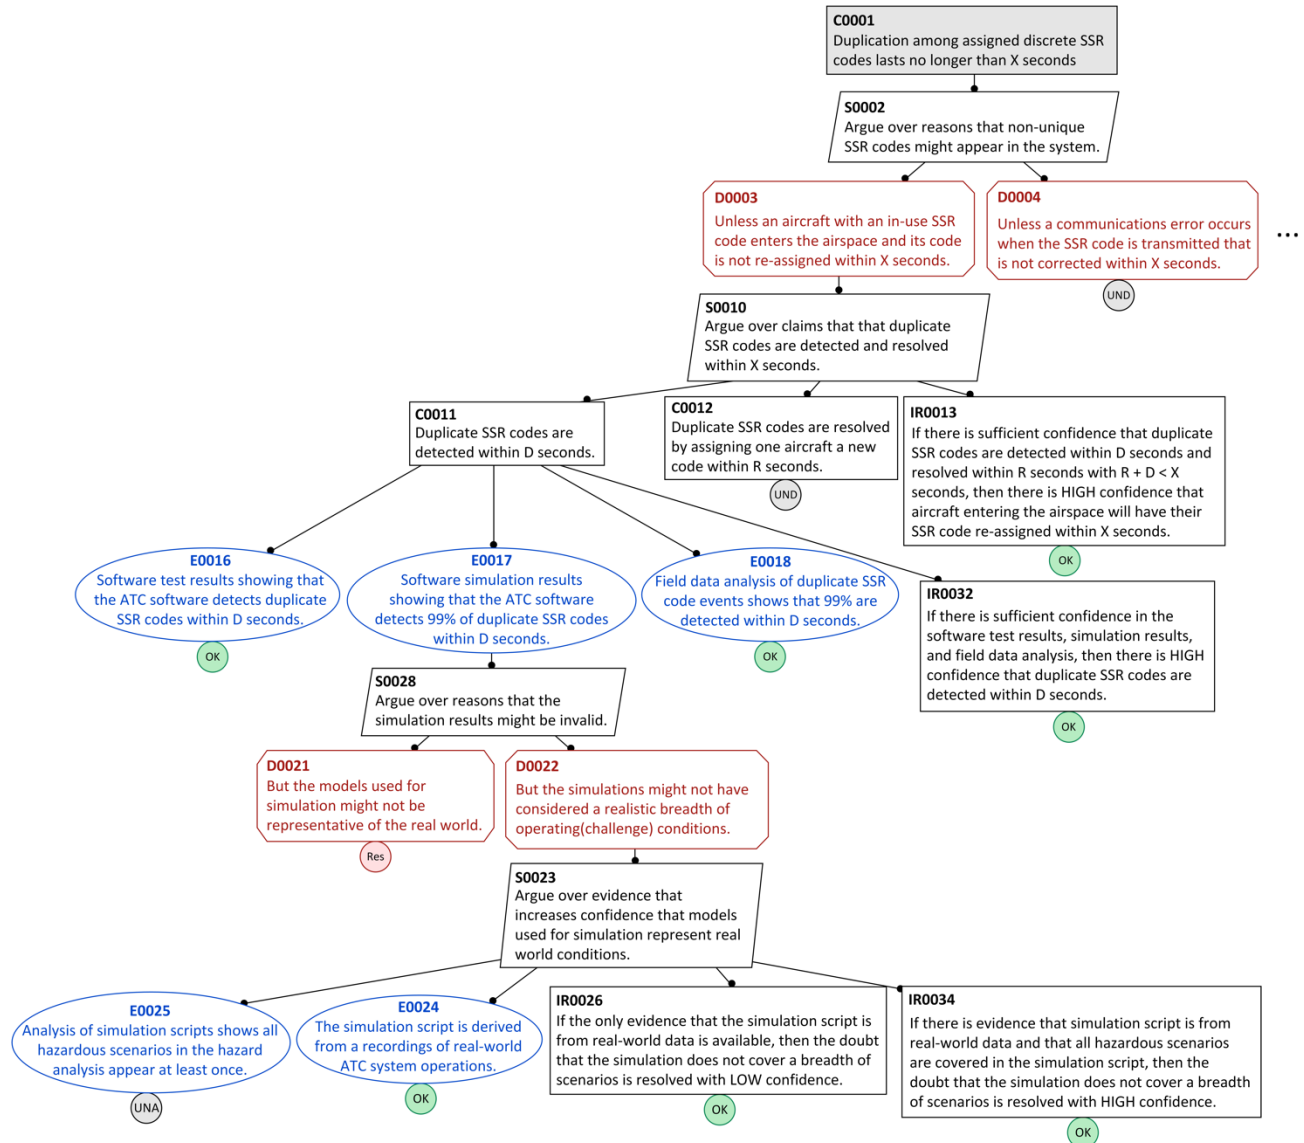 C0001
Duplication among assigned discrete SSR
codes lasts no longer than X seconds
S0002
Argue over reasons that non-unique
SSR codes might appear in the system.
D0003
Unless an aircraft with an in-use SSR
code enters the airspace and its code
is not re-assigned within X seconds.
D0004
Unless a communications error occurs
when the SSR code is transmitted that
is not corrected within X seconds.
...
UND
S0010
Argue over claims that that duplicate
SSR codes are detected and resolved
within X seconds.
C0011
Duplicate SSR codes are
detected within D seconds.
C0012
Duplicate SSR codes are resolved
by assigning one aircraft a new
code within R seconds.
UND
IR0013
If there is sufficient confidence that duplicate
SSR codes are detected within D seconds and
resolved within R seconds with R + D < X
seconds, then there is HIGH confidence that
aircraft entering the airspace will have their
SSR code re-assigned within X seconds.
OK
E0016
Software test results showing that
the ATC software detects duplicate
SSR codes within D seconds.
OK
E0017
Software simulation results
showing that the ATC software
detects 99% of duplicate SSR codes
within D seconds.
E0018
Field data analysis of duplicate SSR
code events shows that 99% are
detected within D seconds.
OK
IR0032
If there is sufficient confidence in the
software test results, simulation results,
and field data analysis, then there is HIGH
confidence that duplicate SSR codes are
detected within D seconds.
OK
S0028
Argue over reasons that the
simulation results might be invalid.
D0021
But the models used for
simulation might not be
representative of the real world.
Res
D0022
But the simulations might not have
considered a realistic breadth of
operating(challenge) conditions.
S0023
Argue over evidence that
increases confidence that models
used for simulation represent real
world conditions.
E0025
Analysis of simulation scripts shows all
hazardous scenarios in the hazard
analysis appear at least once.
UNA
E0024
The simulation script is derived
from a recordings of real-world
ATC system operations.
OK
IR0026
If the only evidence that the simulation script is
from real-world data is available, then the doubt
that the simulation does not cover a breadth of
scenarios is resolved with LOW confidence.
OK
IR0034
If there is evidence that simulation script is from
real-world data and that all hazardous scenarios
are covered in the simulation script, then the
doubt that the simulation does not cover a breadth
of scenarios is resolved with HIGH confidence.
OK